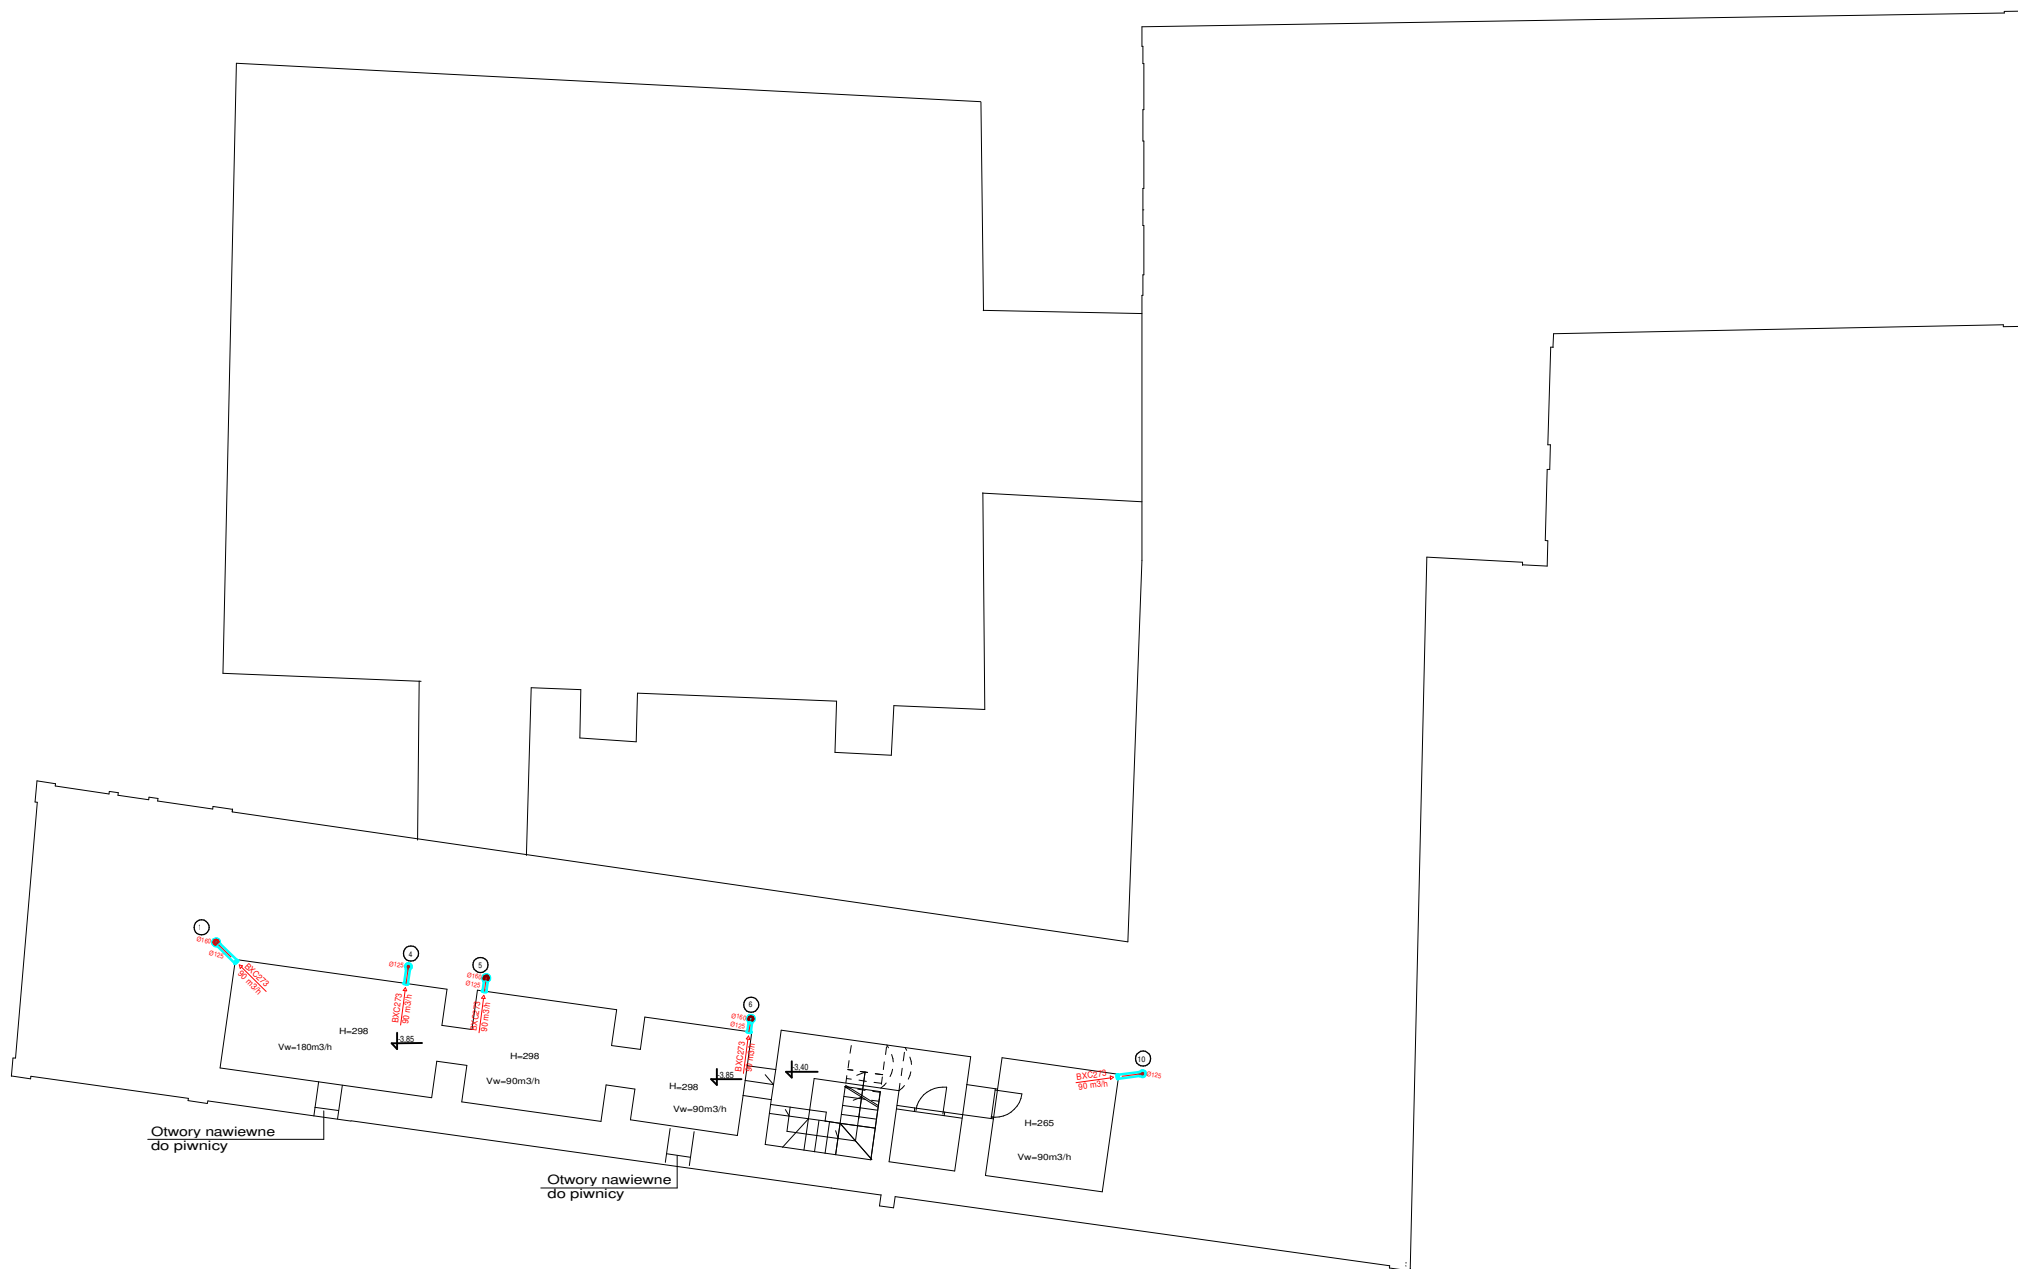 1
Ø160
Ø125
BXC273
90 m3/h
4
Ø125
BXC273
90 m3/h
5
Ø160
Ø125
BXC273
90 m3/h
6
Ø160
Ø125
BXC273
90 m3/h
10
Ø125
BXC273
90 m3/h
H=298
Vw=180m3/h
-3,85
H=298
Vw=90m3/h
H=298
-3,85
Vw=90m3/h
-3,40
H=265
Vw=90m3/h
Otwory nawiewne
do piwnicy
Otwory nawiewne
do piwnicy